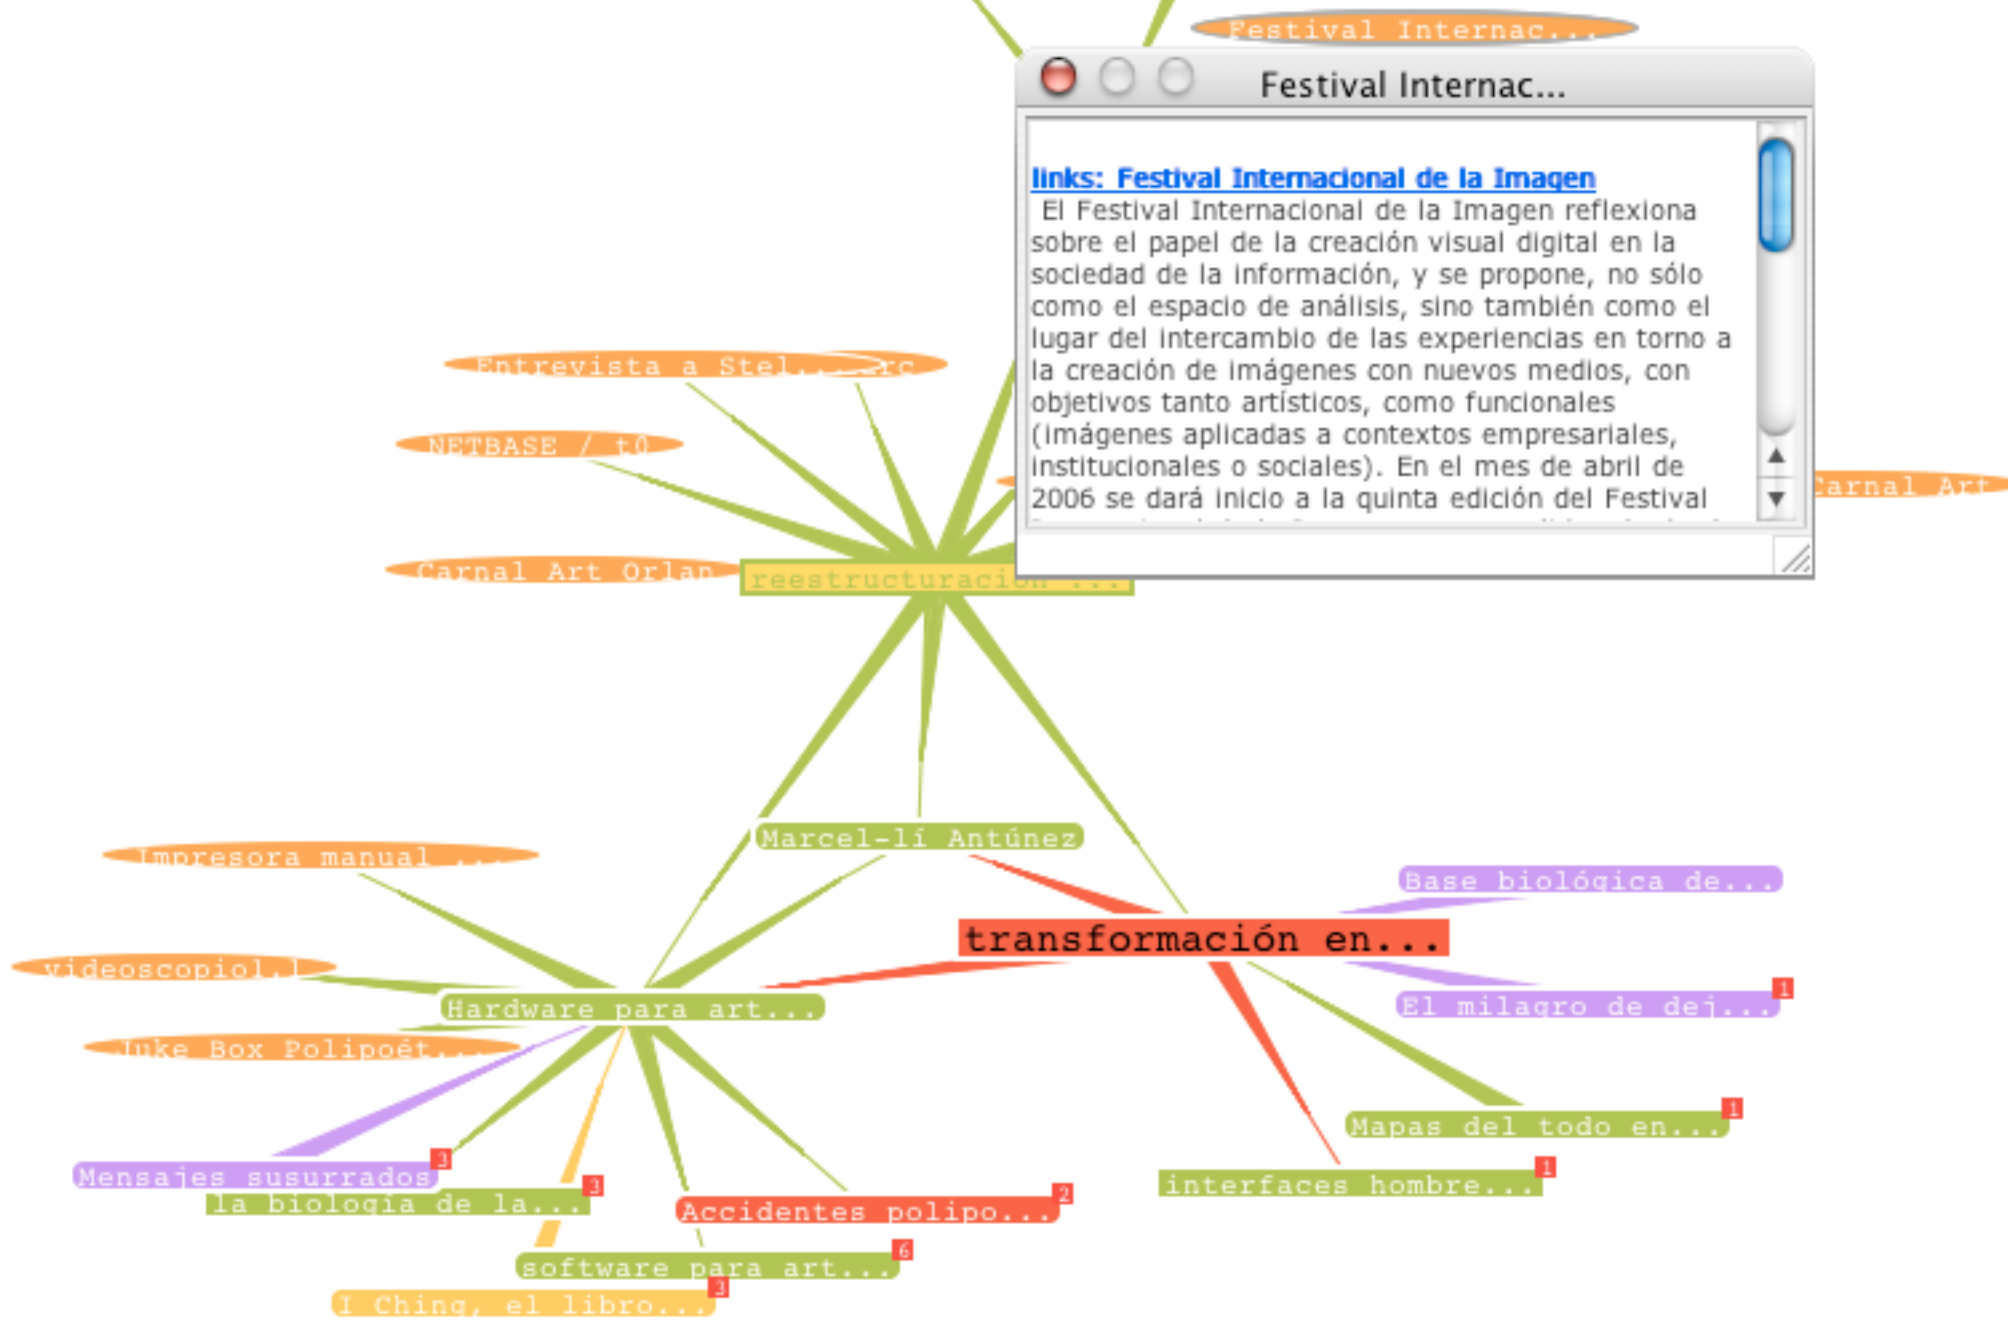 Festival Internac...
Festival Internac...
links: Festival Internacional de la Imagen
El Festival Internacional de la Imagen reflexiona
sobre el papel de la creación visual digital en la
sociedad de la información, y se propone, no sólo
como el espacio de análisis, sino también como el
lugar del intercambio de las experiencias en torno a
la creación de imágenes con nuevos medios, con
objetivos tanto artísticos, como funcionales
(imágenes aplicadas a contextos empresariales,
institucionales o sociales). En el mes de abril de
2006 se dará inicio a la quinta edición del Festival
Entrevista a Stel...
NETBASE / t0
Carnal Art
Carnal Art Orlan
reestructuración ...
Marcel-lí Antúnez
Impresora manual ...
Base biológica de...
transformación en...
videoscopio1.1
Hardware para art...
El milagro de dej...
1
Juke Box Polipoét...
Mapas del todo en...
1
Mensajes susurrados
3
interfaces hombre...
1
la biología de la...
3
Accidentes polipo...
2
software para art...
6
I Ching, el libro...
3